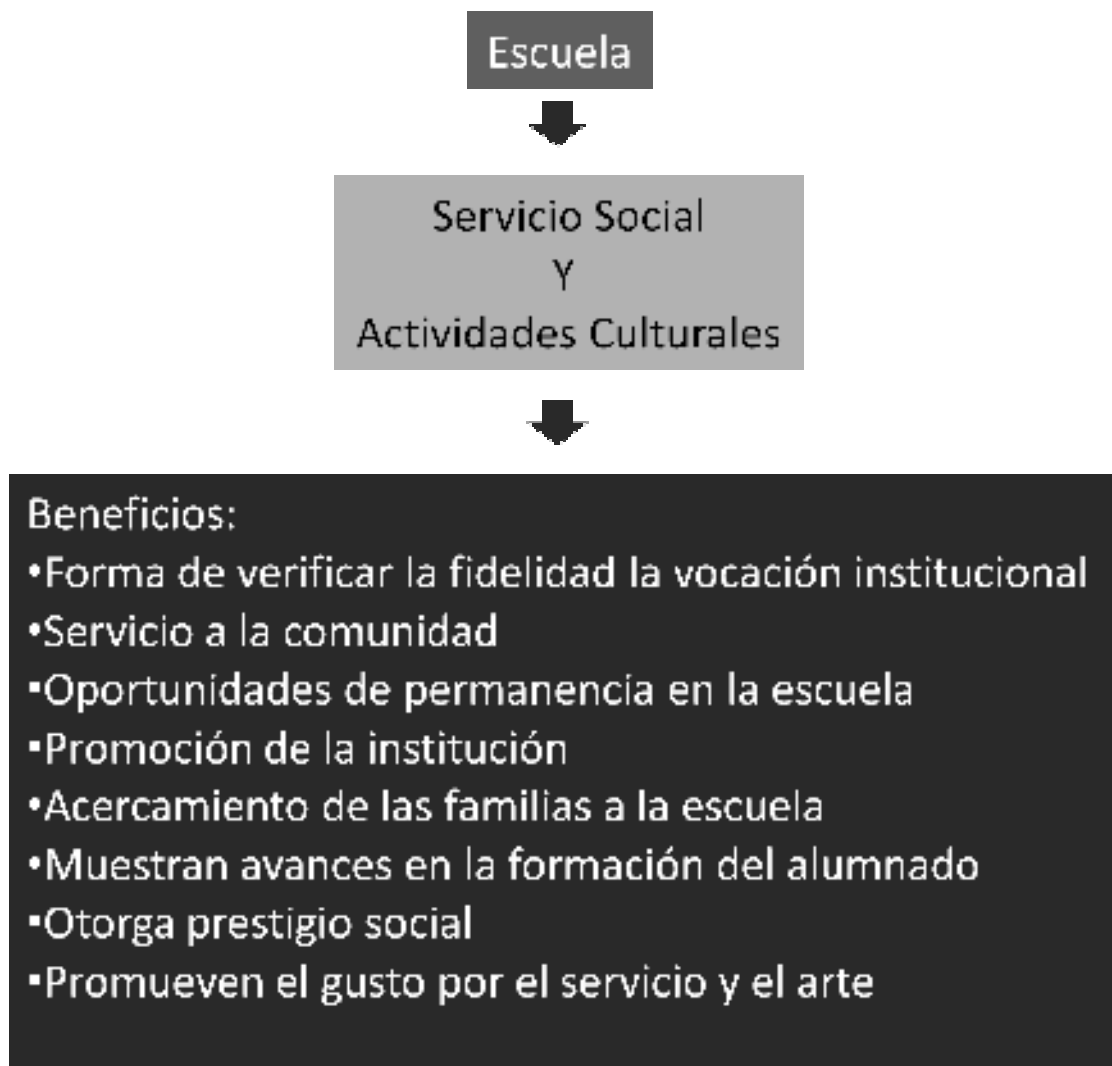 Escuela
Servicio Social
Y
Actividades Culturales
Beneficios:
•Forma de verificar la fidelidad la vocación institucional
•Servicio a la comunidad
▪Oportunidades de permanencia en la escuela
▪Promoción de la institución
•Acercamiento de las familias a la escuela
•Muestran avances en la formación del alumnado
▪Otorga prestigio social
▪Promueven el gusto por el servicio y el arte